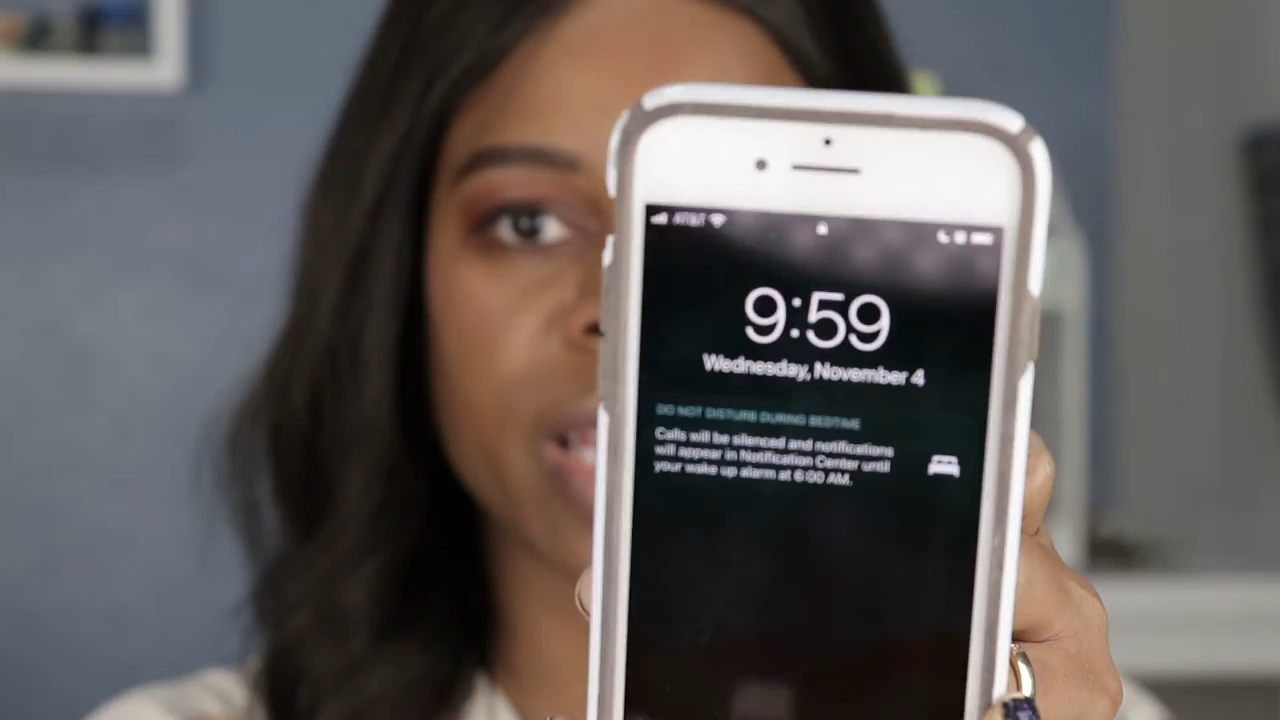 AT&T
9:59
Wednesday, November 4
DO NOT DISTURB DURING BEDTIME
Calls will be silenced and notifications
will appear in Notification Center until
your wake up alarm at 6:00 AM.